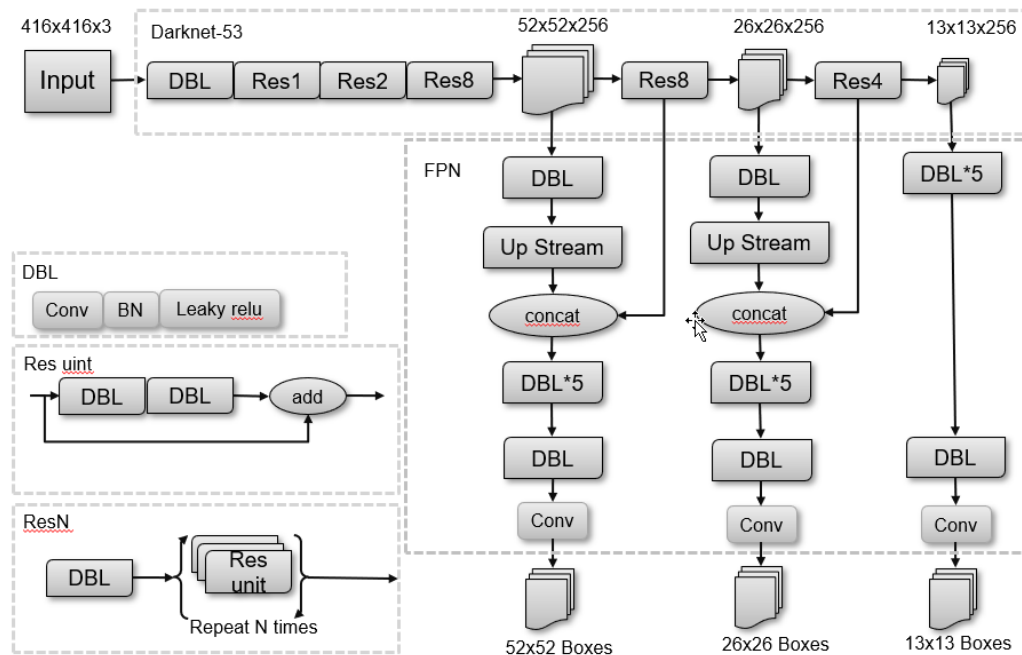 416x416x3
Darknet-53
52x52x256
26x26x256
13x13x256
Input
DBL
Res1
Res2
Res8
Res8
Res4
FPN
DBL
DBL
DBL*5
Up Stream
Up Stream
concat
concat
DBL*5
DBL*5
DBL
DBL
DBL
Conv
Conv
Conv
52x52 Boxes
26x26 Boxes
13x13 Boxes
DBL
Conv
BN
Leaky relu
Res uint
DBL
DBL
add
ResN
DBL
Res
unit
Repeat N times